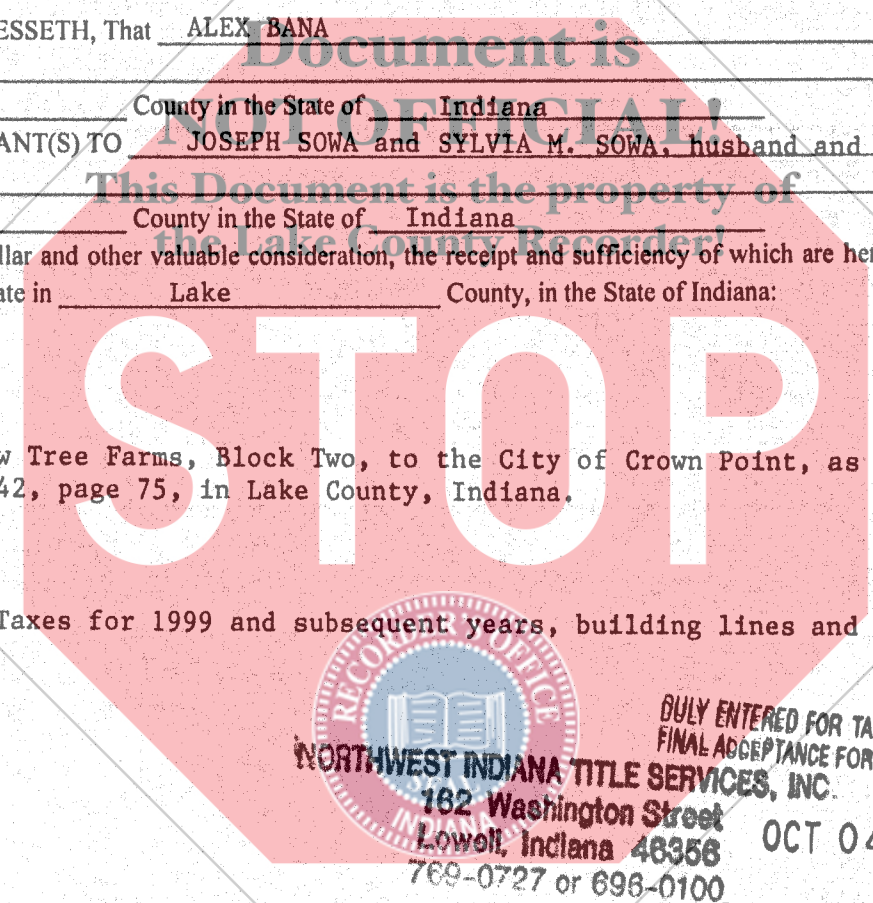 ESSETH, That ALEX BANA
Document is
County in the State of Indiana
NOT OFFICIAL!
ANT(S) TO JOSEPH SOWA and SYLVIA M. SOWA, husband and
This Document is the property of
County in the State of Indiana
the Lake County Recorder!
llar and other valuable consideration, the receipt and sufficiency of which are her
ate in Lake County, in the State of Indiana:
STOP
w Tree Farms, Block Two, to the City of Crown Point, as
42, page 75, in Lake County, Indiana.
Taxes for 1999 and subsequent years, building lines and
RECORDER'S OFFICE
SEAL
INDIANA
DULY ENTERED FOR TA
FINAL ACCEPTANCE FOR
NORTHWEST INDIANA TITLE SERVICES, INC.
162 Washington Street
Lowell, Indiana 46356
OCT 04
769-0727 or 696-0100